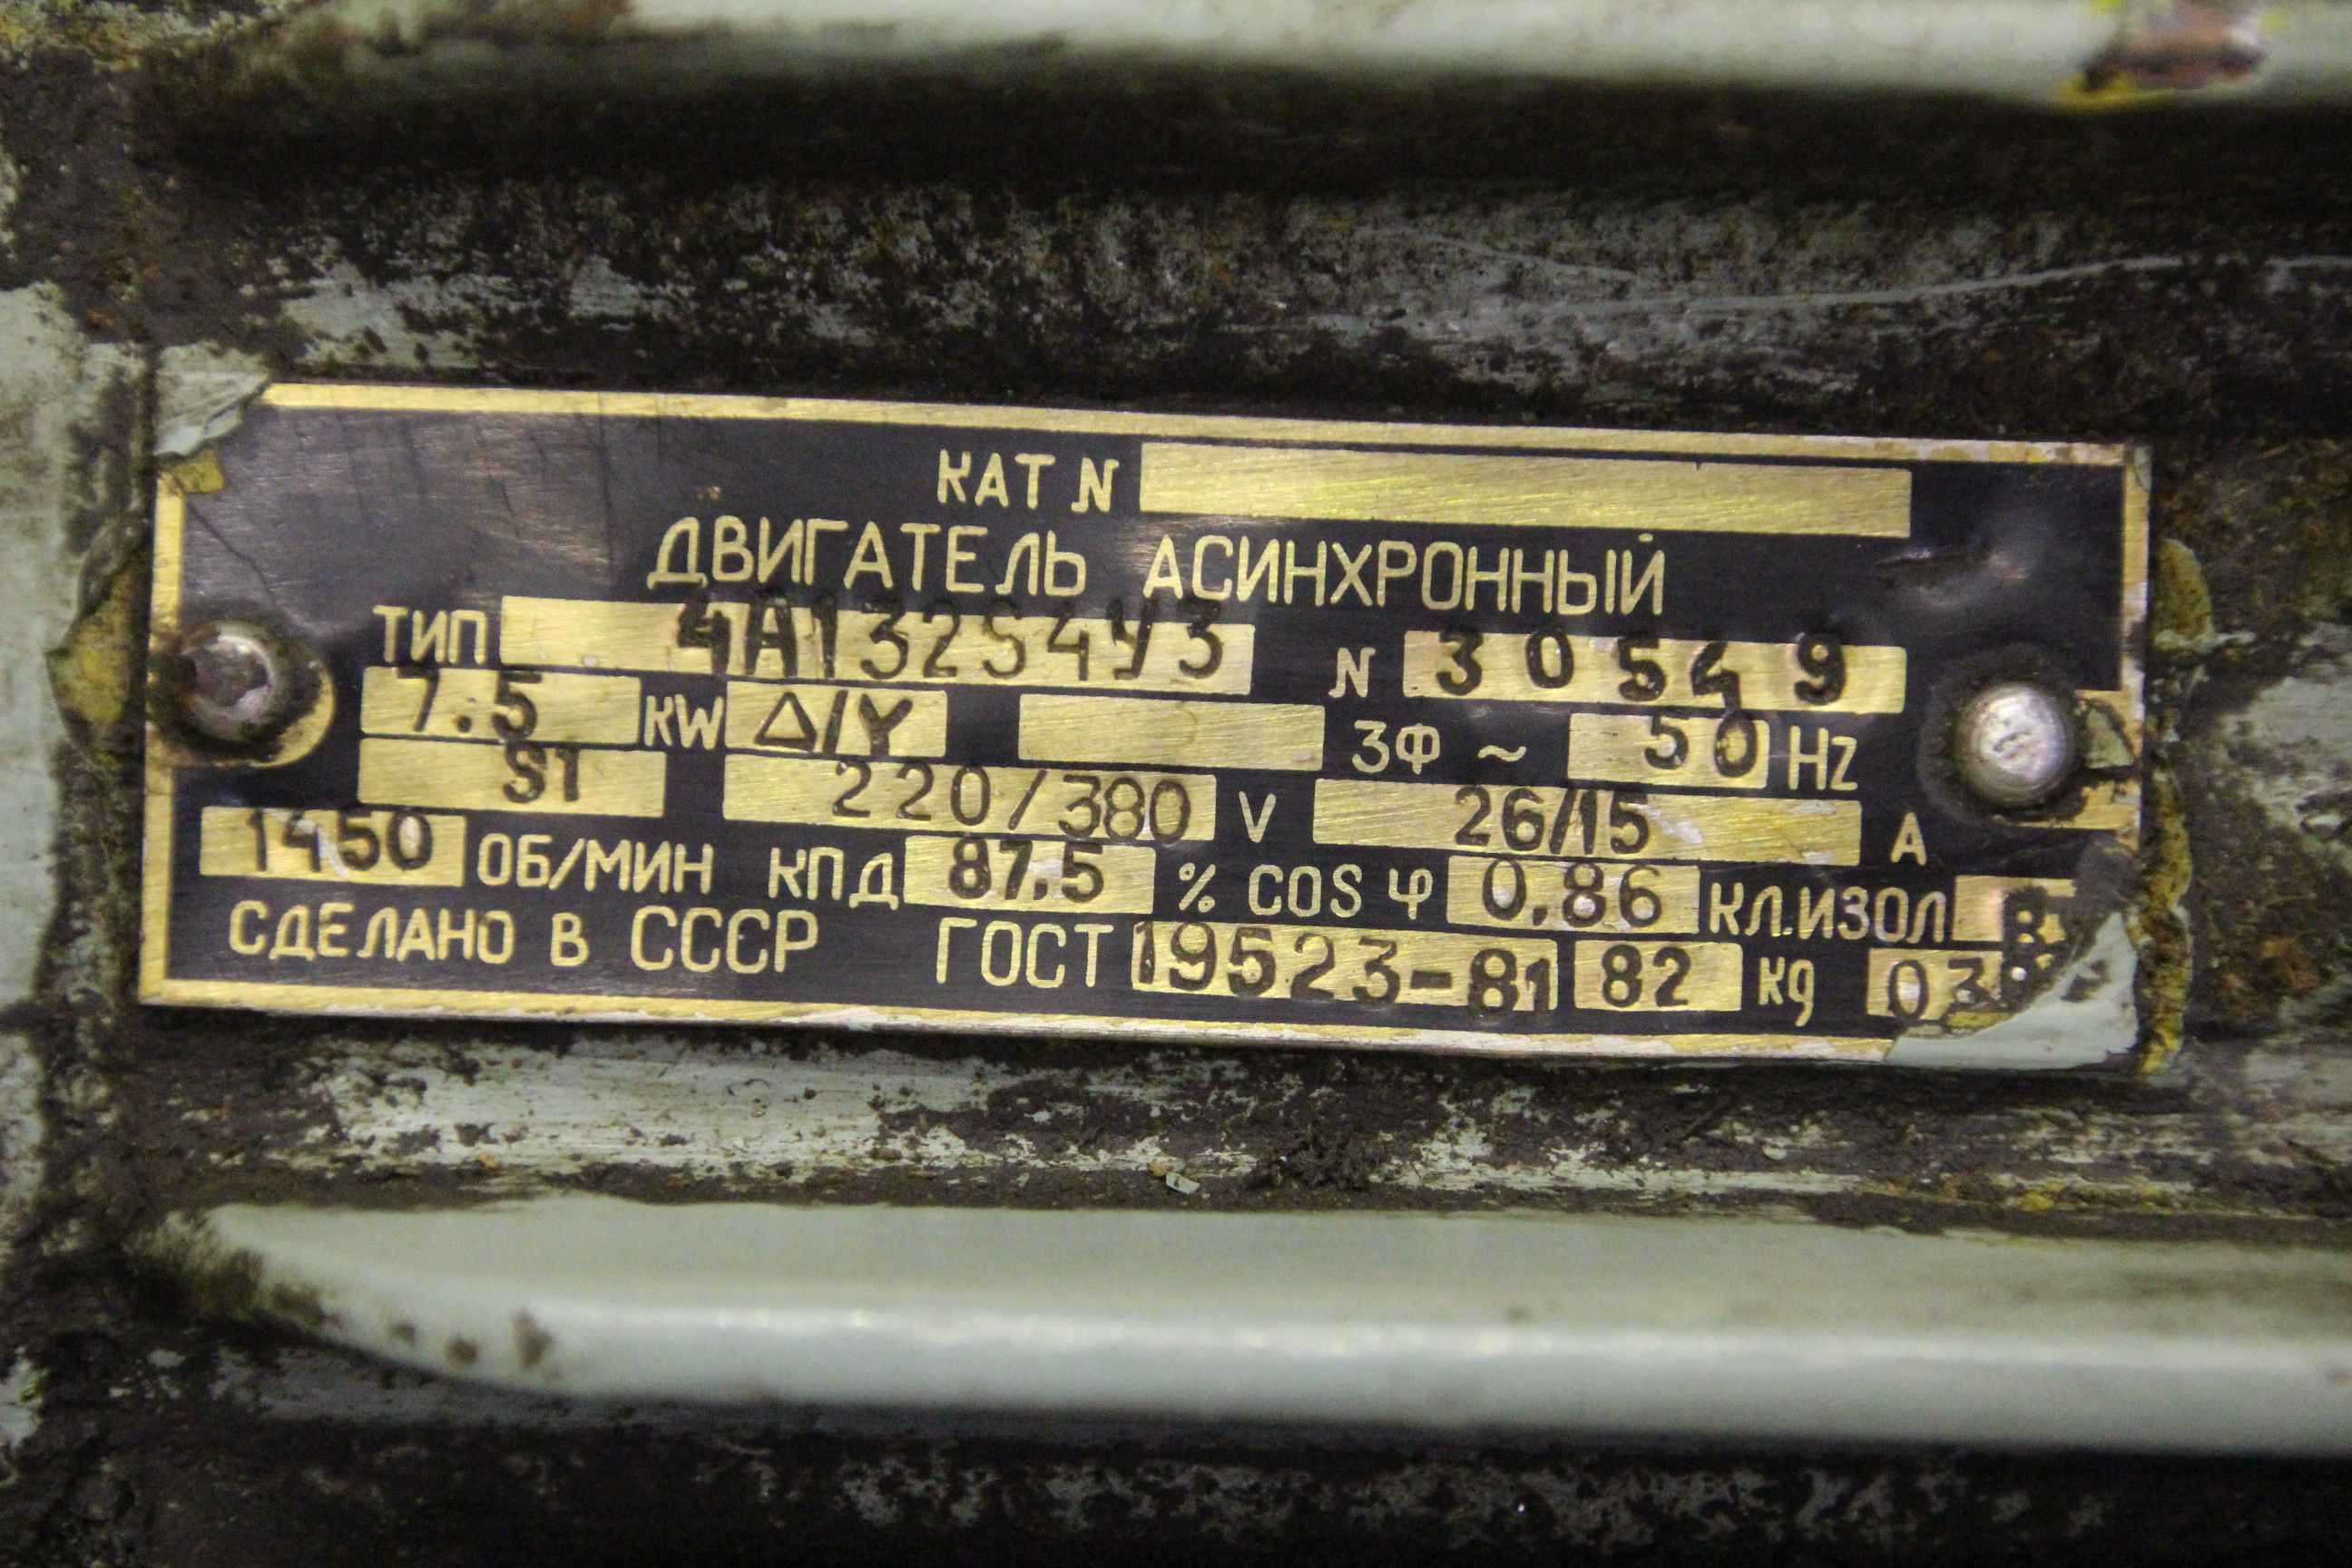 КАТ N
ДВИГАТЕЛЬ АСИНХРОННЫЙ
ТИП 4А132S4У3 N 30549
7.5 KW Δ/Y 3Ф ~ 50 HZ
S1 220/380 V 26/15 A
1450 ОБ/МИН КПД 87.5 % COS φ 0.86 КЛ.ИЗОЛ
СДЕЛАНО В СССР ГОСТ 19523-81 82 кg